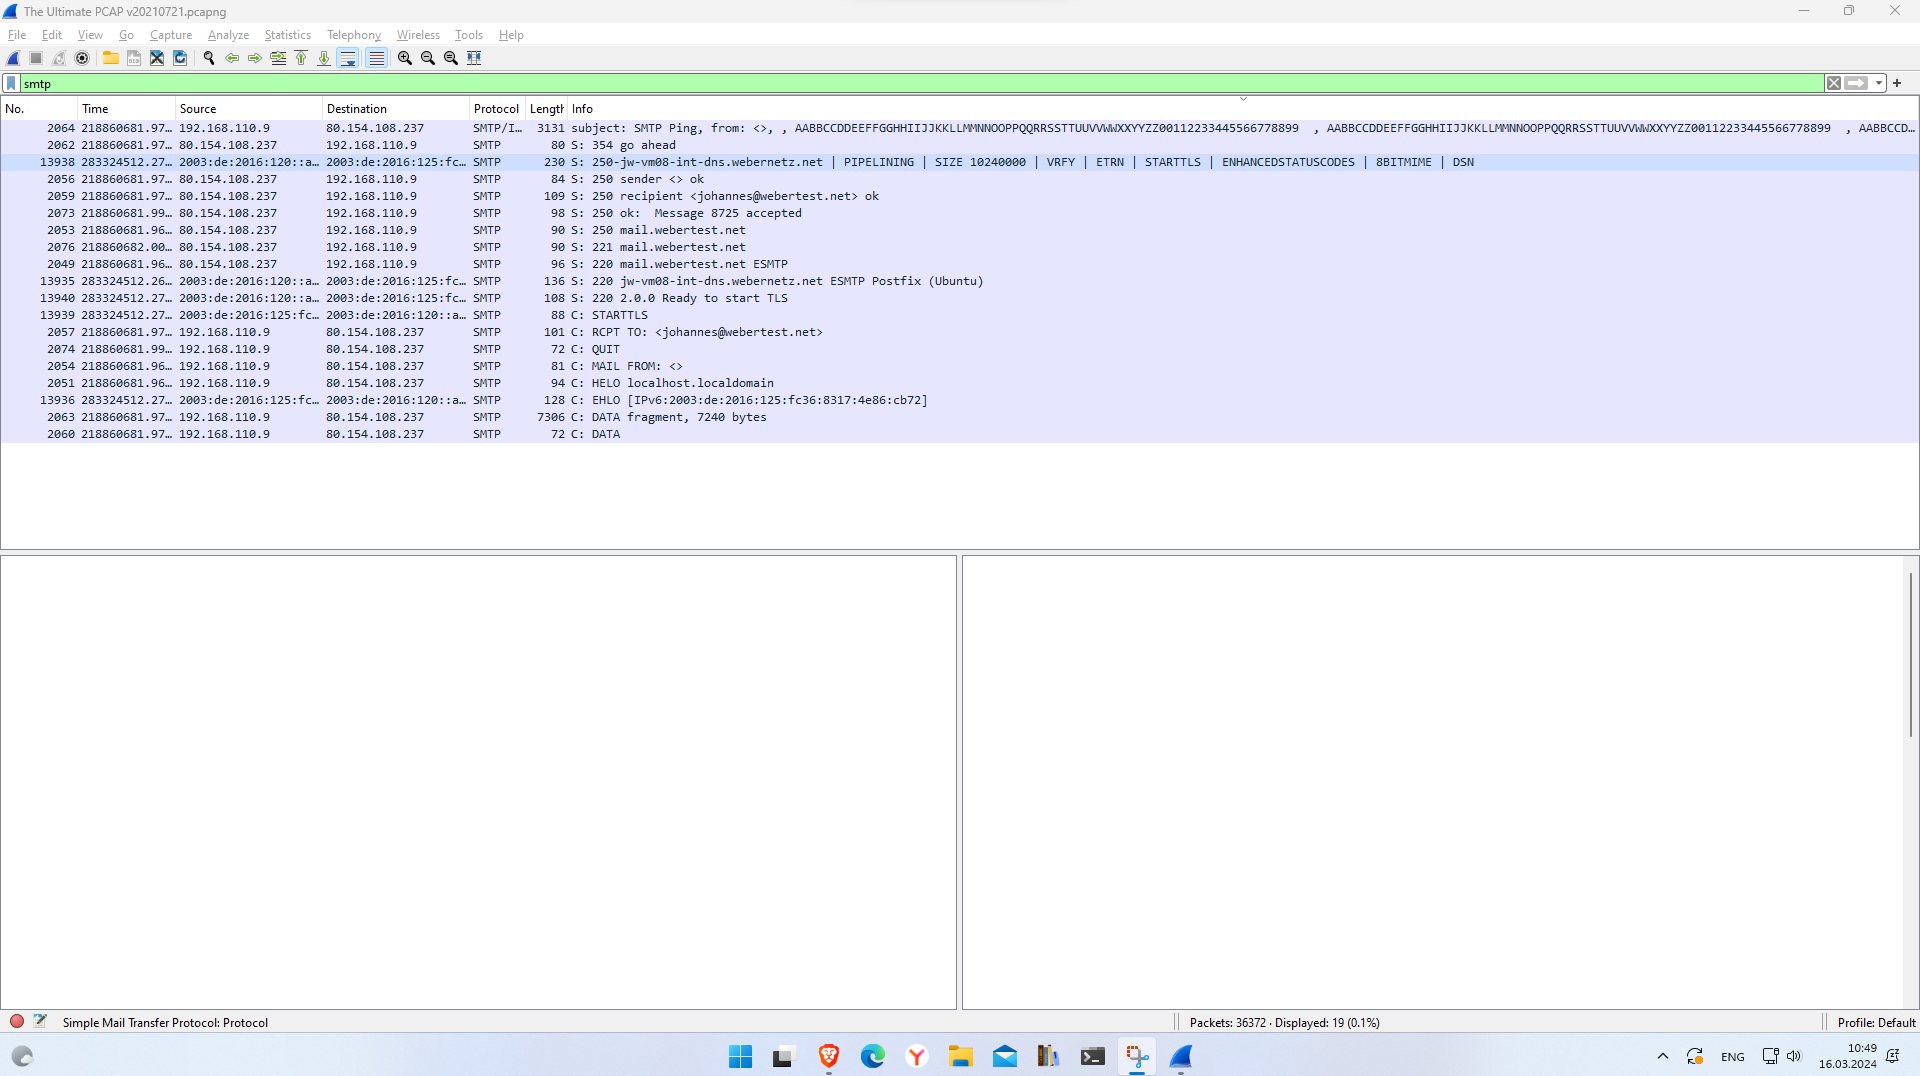 The Ultimate PCAP v20210721.pcapng
File Edit View Go Capture Analyze Statistics Telephony Wireless Tools Help
smtp
No. Time Source Destination Protocol Length Info
2064 218860681.97… 192.168.110.9 80.154.108.237 SMTP/I… 3131 subject: SMTP Ping, from: <>, , AABBCCDDEEFFGGHHIIJJKKLLMMNNOOPPQQRRSSTTUUVVWWXXYYZZ00112233445566778899 , AABBCCDDEEFFGGHHIIJJKKLLMMNNOOPPQQRRSSTTUUVVWWXXYYZZ00112233445566778899 , AABBCCD…
2062 218860681.97… 80.154.108.237 192.168.110.9 SMTP 80 S: 354 go ahead
13938 283324512.27… 2003:de:2016:120::a… 2003:de:2016:125:fc… SMTP 230 S: 250-jw-vm08-int-dns.webernetz.net | PIPELINING | SIZE 10240000 | VRFY | ETRN | STARTTLS | ENHANCEDSTATUSCODES | 8BITMIME | DSN
2056 218860681.97… 80.154.108.237 192.168.110.9 SMTP 84 S: 250 sender <> ok
2059 218860681.97… 80.154.108.237 192.168.110.9 SMTP 109 S: 250 recipient <johannes@webertest.net> ok
2073 218860681.99… 80.154.108.237 192.168.110.9 SMTP 98 S: 250 ok: Message 8725 accepted
2053 218860681.96… 80.154.108.237 192.168.110.9 SMTP 90 S: 250 mail.webertest.net
2076 218860682.00… 80.154.108.237 192.168.110.9 SMTP 90 S: 221 mail.webertest.net
2049 218860681.96… 80.154.108.237 192.168.110.9 SMTP 96 S: 220 mail.webertest.net ESMTP
13935 283324512.26… 2003:de:2016:120::a… 2003:de:2016:125:fc… SMTP 136 S: 220 jw-vm08-int-dns.webernetz.net ESMTP Postfix (Ubuntu)
13940 283324512.27… 2003:de:2016:120::a… 2003:de:2016:125:fc… SMTP 108 S: 220 2.0.0 Ready to start TLS
13939 283324512.27… 2003:de:2016:125:fc… 2003:de:2016:120::a… SMTP 88 C: STARTTLS
2057 218860681.97… 192.168.110.9 80.154.108.237 SMTP 101 C: RCPT TO: <johannes@webertest.net>
2074 218860681.99… 192.168.110.9 80.154.108.237 SMTP 72 C: QUIT
2054 218860681.96… 192.168.110.9 80.154.108.237 SMTP 81 C: MAIL FROM: <>
2051 218860681.96… 192.168.110.9 80.154.108.237 SMTP 94 C: HELO localhost.localdomain
13936 283324512.27… 2003:de:2016:125:fc… 2003:de:2016:120::a… SMTP 128 C: EHLO [IPv6:2003:de:2016:125:fc36:8317:4e86:cb72]
2063 218860681.97… 192.168.110.9 80.154.108.237 SMTP 7306 C: DATA fragment, 7240 bytes
2060 218860681.97… 192.168.110.9 80.154.108.237 SMTP 72 C: DATA
Simple Mail Transfer Protocol: Protocol Packets: 36372 · Displayed: 19 (0.1%) Profile: Default
ENG 10:49
16.03.2024